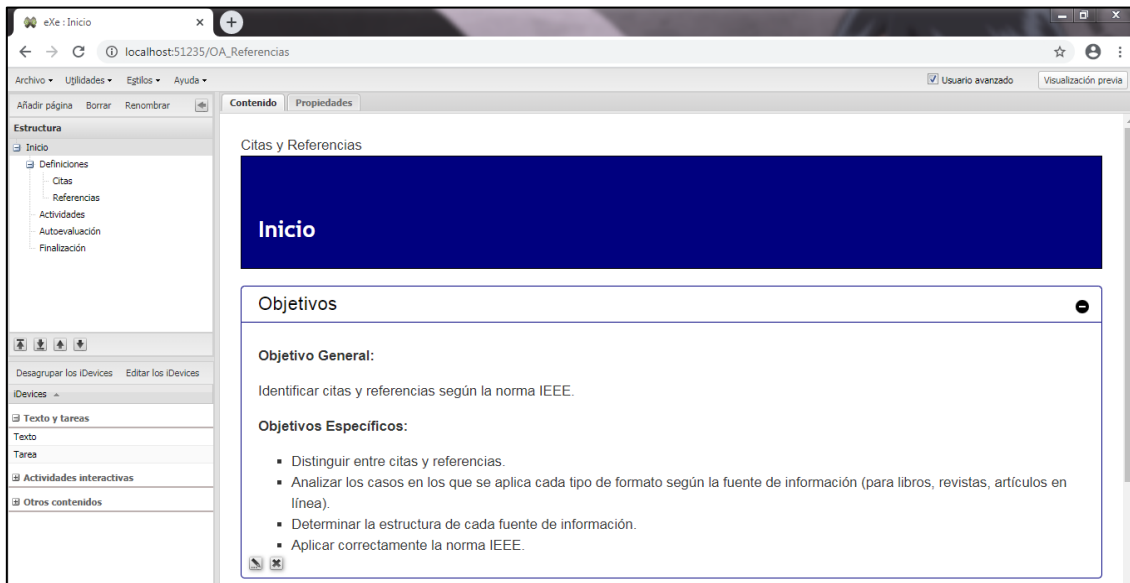 eXe : Inicio
localhost:51235/OA_Referencias
Archivo Utilidades Estilos Ayuda
Usuario avanzado
Visualización previa
Añadir página Borrar Renombrar
Estructura
Inicio
Definiciones
Citas
Referencias
Actividades
Autoevaluación
Finalización
Desagrupar los iDevices Editar los iDevices
iDevices
Texto y tareas
Texto
Tarea
Actividades interactivas
Otros contenidos
Contenido Propiedades
Citas y Referencias
Inicio
Objetivos
Objetivo General:
Identificar citas y referencias según la norma IEEE.
Objetivos Específicos:
▪ Distinguir entre citas y referencias.
▪ Analizar los casos en los que se aplica cada tipo de formato según la fuente de información (para libros, revistas, artículos en
línea).
▪ Determinar la estructura de cada fuente de información.
▪ Aplicar correctamente la norma IEEE.